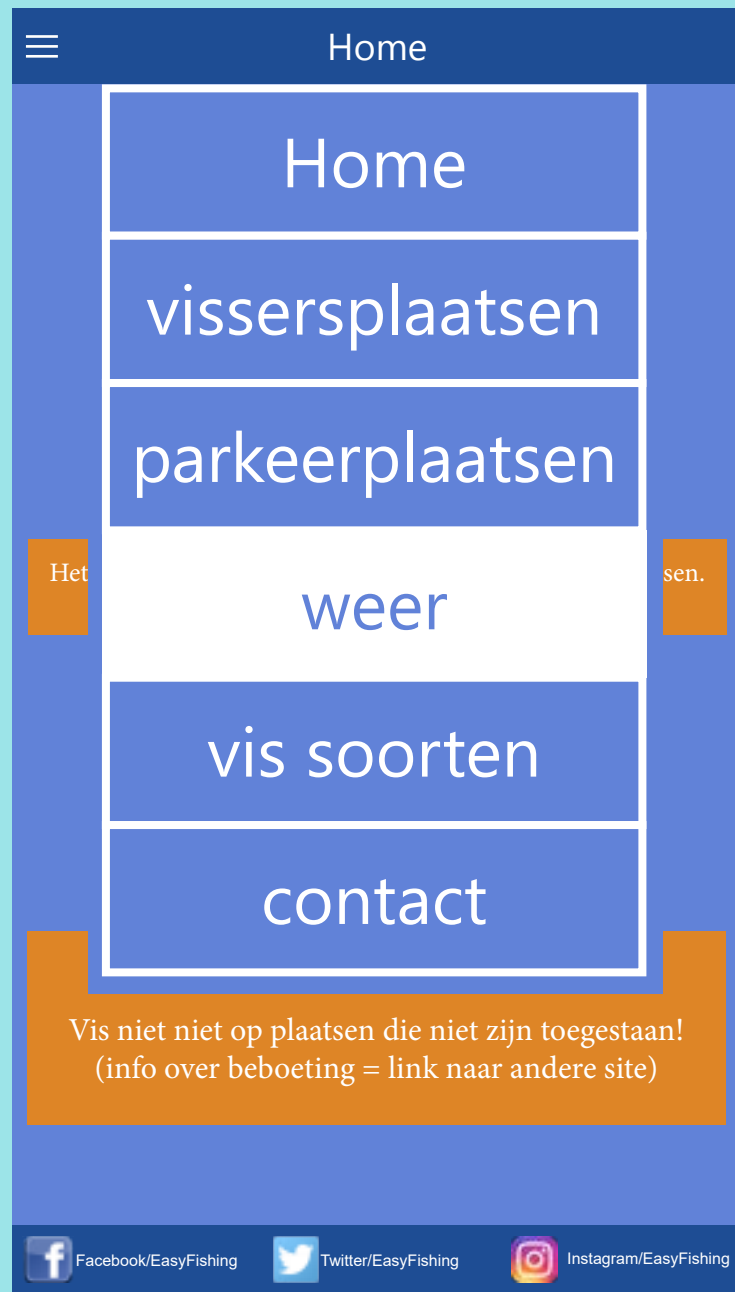 Home
Home
vissersplaatsen
parkeerplaatsen
Het sen.
weer
vis soorten
contact
Vis niet niet op plaatsen die niet zijn toegestaan!
(info over beboeting = link naar andere site)
Facebook/EasyFishing Twitter/EasyFishing Instagram/EasyFishing